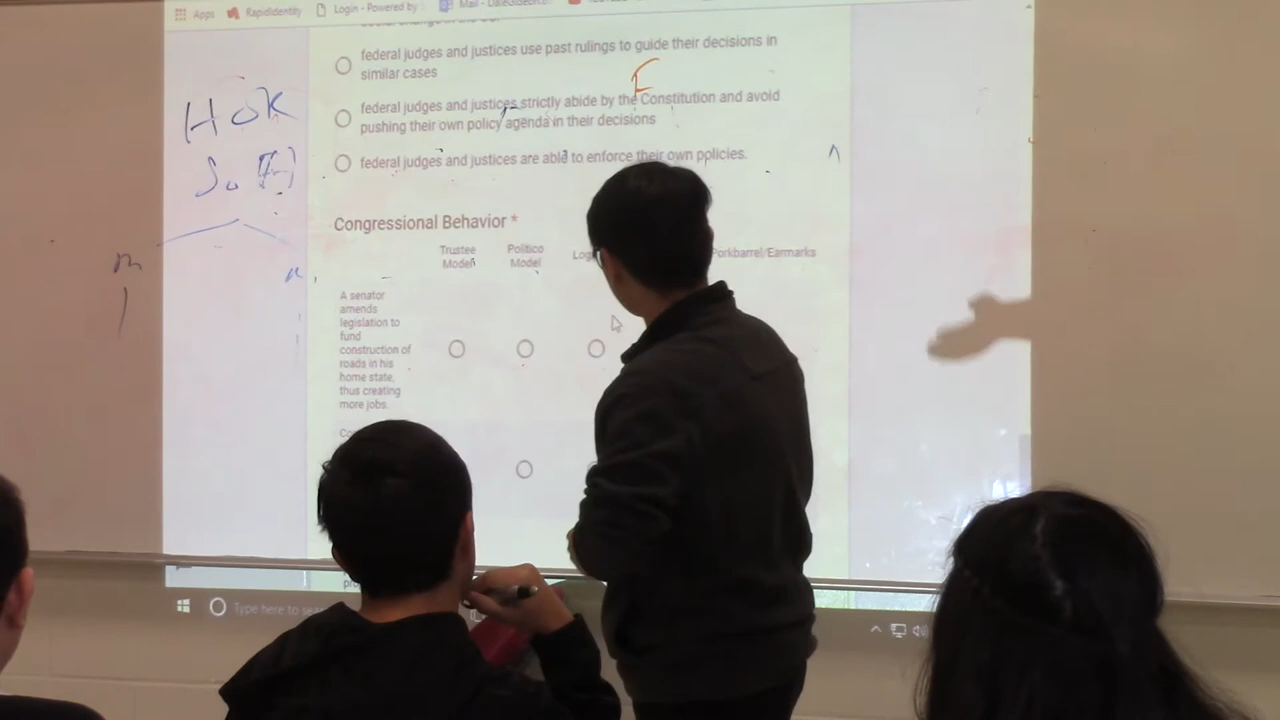 Apps RapidIdentity Login - Powered by Mail -
federal judges and justices use past rulings to guide their decisions in
similar cases
federal judges and justices strictly abide by the Constitution and avoid
pushing their own policy agenda in their decisions
federal judges and justices are able to enforce their own policies.
Congressional Behavior *
Trustee Model
Politico Model
Porkbarrel/Earmarks
A senator
amends
legislation to
fund
construction of
roads in his
home state,
thus creating
more jobs.
Type here to